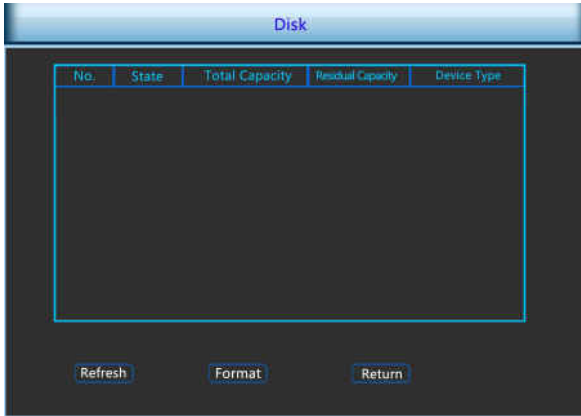 Disk
No. State Total Capacity Residual Capacity Device Type
Refresh Format Return